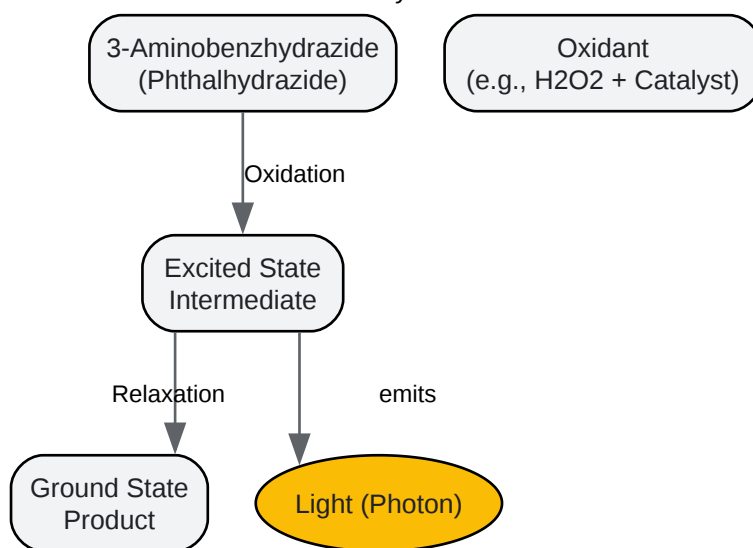 3-Aminobenzhydrazide
(Phthalhydrazide)
Oxidant
(e.g., H2O2 + Catalyst)
Oxidation
Excited State
Intermediate
Relaxation
emits
Ground State
Product
Light (Photon)